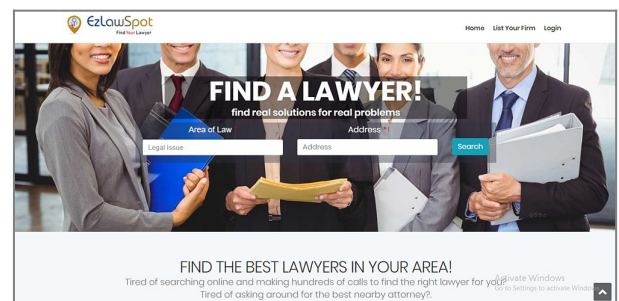 EzLawSpot
Find Your Lawyer
Home List Your Firm Login
FIND A LAWYER!
find real solutions for real problems
Area of Law Address *
Legal Issue Address Search
FIND THE BEST LAWYERS IN YOUR AREA!
Tired of searching online and making hundreds of calls to find the right lawyer for you?
Tired of asking around for the best nearby attorney?.
Activate Windows
Go to Settings to activate Windows